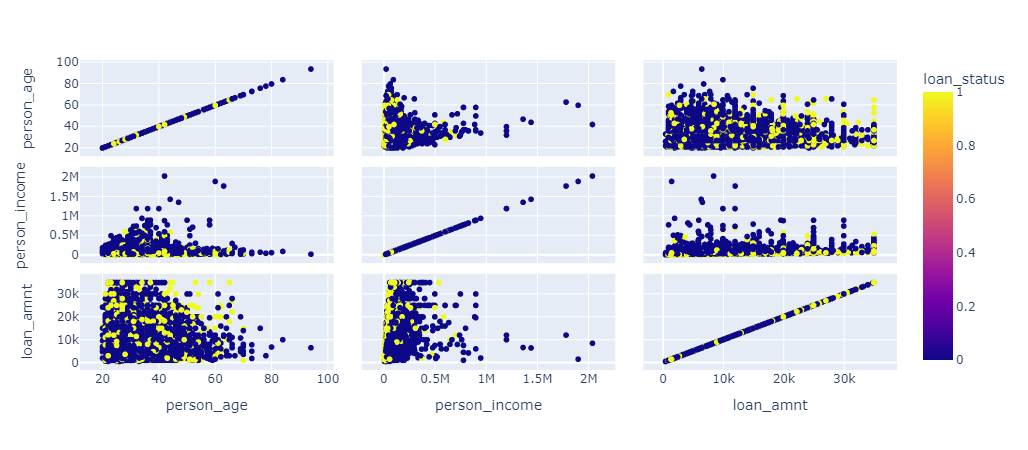 loan_status
person_age
100
80
60
40
20
1
0.8
0.6
0.4
0.2
0
person_income
2M
1.5M
1M
0.5M
0
loan_amnt
30k
20k
10k
0
20 40 60 80 100
0 0.5M 1M 1.5M 2M
0 10k 20k 30k
person_age person_income loan_amnt